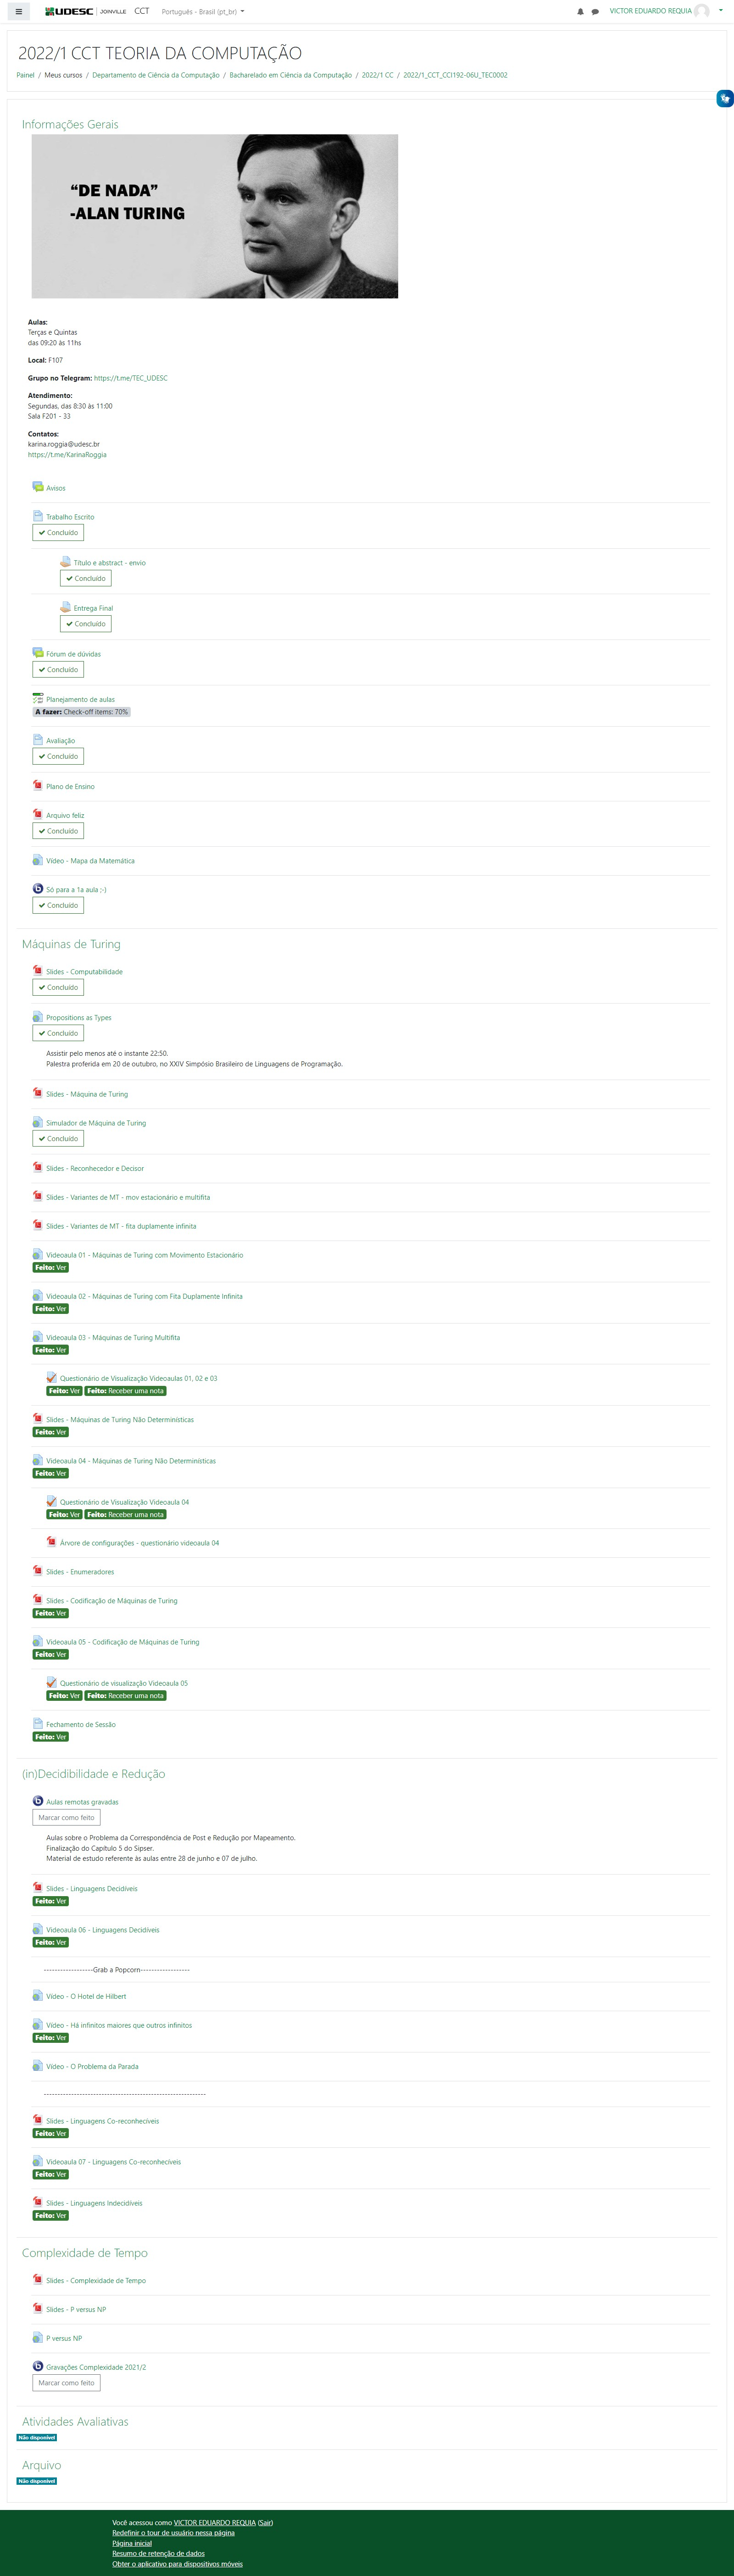 UDESC JOINVILLE CCT Português - Brasil (pt_br) VICTOR EDUARDO REQUIA
2022/1 CCT TEORIA DA COMPUTAÇÃO
Painel / Meus cursos / Departamento de Ciência da Computação / Bacharelado em Ciência da Computação / 2022/1 CC / 2022/1_CCT_CCI192-06U_TEC0002
Informações Gerais
“DE NADA”
-ALAN TURING
Aulas:
Terças e Quintas
das 09:20 às 11hs
Local: F107
Grupo no Telegram: https://t.me/TEC_UDESC
Atendimento:
Segundas, das 8:30 às 11:00
Sala F201 - 33
Contatos:
karina.roggia@udesc.br
https://t.me/KarinaRoggia
Avisos
Trabalho Escrito
Concluído
Título e abstract - envio
Concluído
Entrega Final
Concluído
Fórum de dúvidas
Concluído
Planejamento de aulas
A fazer: Check-off items: 70%
Avaliação
Concluído
Plano de Ensino
Arquivo feliz
Concluído
Vídeo - Mapa da Matemática
Só para a 1a aula ;-)
Concluído
Máquinas de Turing
Slides - Computabilidade
Concluído
Propositions as Types
Concluído
Assistir pelo menos até o instante 22:50.
Palestra proferida em 20 de outubro, no XXIV Simpósio Brasileiro de Linguagens de Programação.
Slides - Máquina de Turing
Simulador de Máquina de Turing
Concluído
Slides - Reconhecedor e Decisor
Slides - Variantes de MT - mov estacionário e multifita
Slides - Variantes de MT - fita duplamente infinita
Videoaula 01 - Máquinas de Turing com Movimento Estacionário
Feito: Ver
Videoaula 02 - Máquinas de Turing com Fita Duplamente Infinita
Feito: Ver
Videoaula 03 - Máquinas de Turing Multifita
Feito: Ver
Questionário de Visualização Videoaulas 01, 02 e 03
Feito: Ver Feito: Receber uma nota
Slides - Máquinas de Turing Não Determinísticas
Feito: Ver
Videoaula 04 - Máquinas de Turing Não Determinísticas
Feito: Ver
Questionário de Visualização Videoaula 04
Feito: Ver Feito: Receber uma nota
Árvore de configurações - questionário videoaula 04
Slides - Enumeradores
Slides - Codificação de Máquinas de Turing
Feito: Ver
Videoaula 05 - Codificação de Máquinas de Turing
Feito: Ver
Questionário de visualização Videoaula 05
Feito: Ver Feito: Receber uma nota
Fechamento de Sessão
Feito: Ver
(in)Decidibilidade e Redução
Aulas remotas gravadas
Marcar como feito
Aulas sobre o Problema da Correspondência de Post e Redução por Mapeamento.
Finalização do Capítulo 5 do Sipser.
Material de estudo referente às aulas entre 28 de junho e 07 de julho.
Slides - Linguagens Decidíveis
Feito: Ver
Videoaula 06 - Linguagens Decidíveis
Feito: Ver
------------------Grab a Popcorn------------------
Vídeo - O Hotel de Hilbert
Vídeo - Há infinitos maiores que outros infinitos
Feito: Ver
Vídeo - O Problema da Parada
-----------------------------------------------------------
Slides - Linguagens Co-reconhecíveis
Feito: Ver
Videoaula 07 - Linguagens Co-reconhecíveis
Feito: Ver
Slides - Linguagens Indecidíveis
Feito: Ver
Complexidade de Tempo
Slides - Complexidade de Tempo
Slides - P versus NP
P versus NP
Gravações Complexidade 2021/2
Marcar como feito
Atividades Avaliativas
Não disponível
Arquivo
Não disponível
Você acessou como VICTOR EDUARDO REQUIA (Sair)
Redefinir o tour de usuário nessa página
Página inicial
Resumo de retenção de dados
Obter o aplicativo para dispositivos móveis